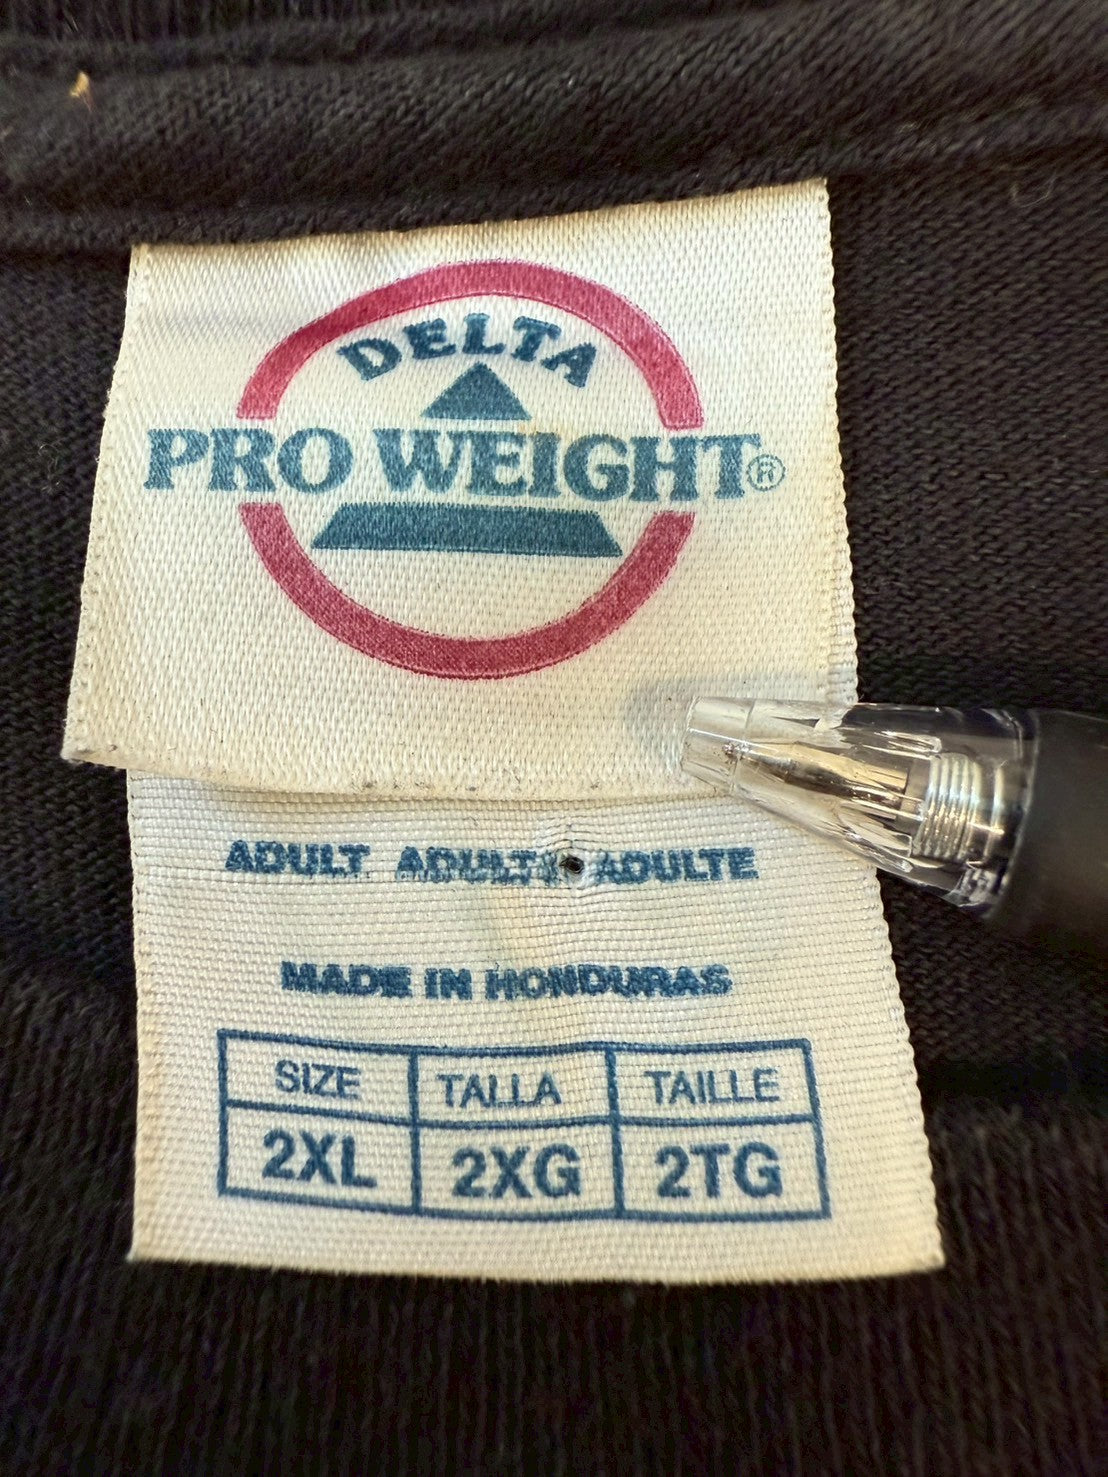 DELTA
PRO WEIGHT®
ADULT ADULTO ADULTE
MADE IN HONDURAS
SIZE TALLA TAILLE
2XL 2XG 2TG